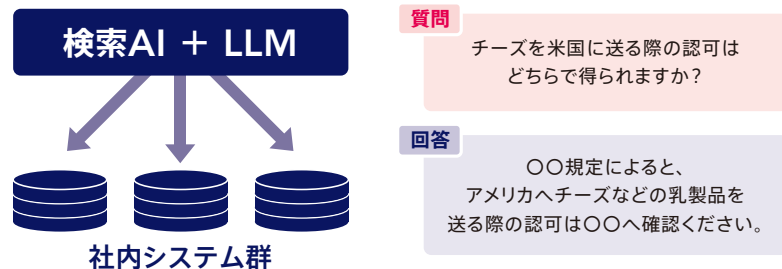 検索AI ＋ LLM
社内システム群
質問
チーズを米国に送る際の認可は
どちらで得られますか？
回答
〇〇規定によると、
アメリカへチーズなどの乳製品を
送る際の認可は〇〇へ確認ください。